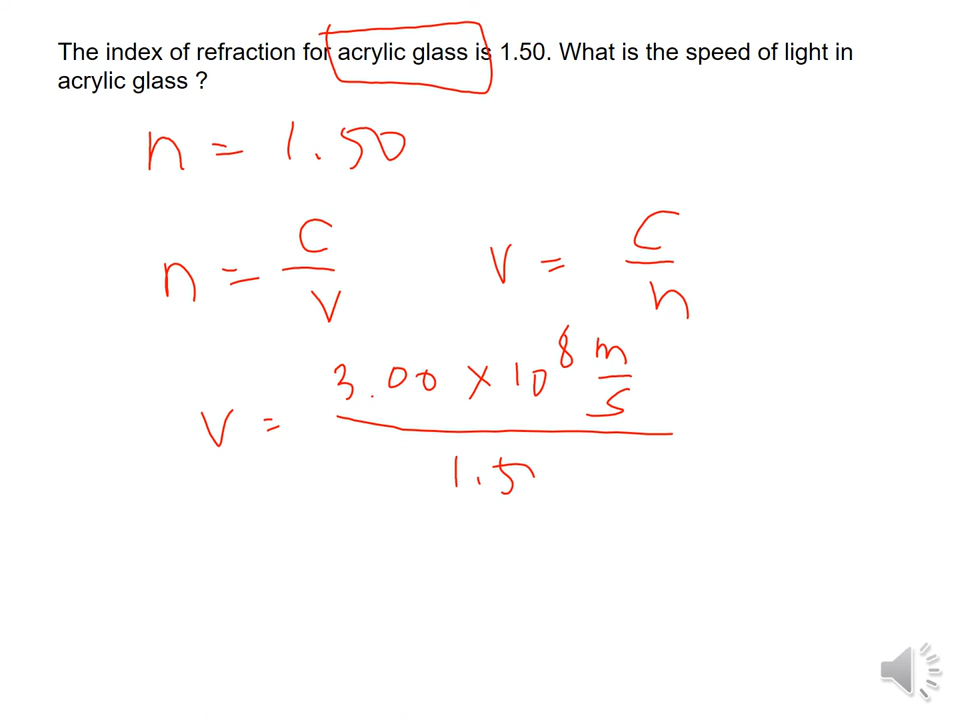 The index of refraction for acrylic glass is 1.50. What is the speed of light in
acrylic glass ?
n = 1.50
n = C/V V = C/n
V = 3.00 × 10^8 m/s / 1.5